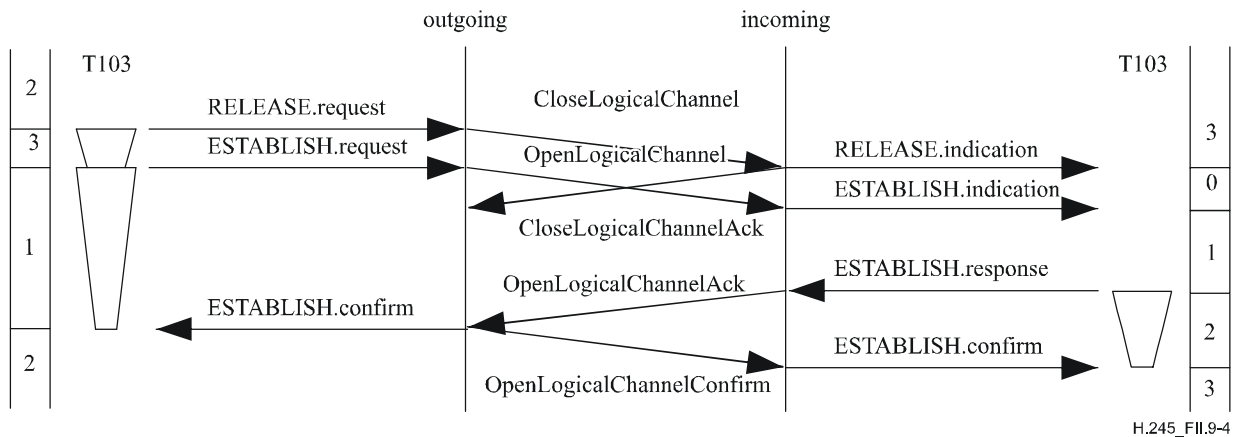 outgoing
incoming
T103
T103
2
CloseLogicalChannel
RELEASE.request
3
3
ESTABLISH.request
OpenLogicalChannel
RELEASE.indication
0
ESTABLISH.indication
CloseLogicalChannelAck
1
1
ESTABLISH.response
OpenLogicalChannelAck
ESTABLISH.confirm
2
ESTABLISH.confirm
2
OpenLogicalChannelConfirm
3
H.245_FII.9-4